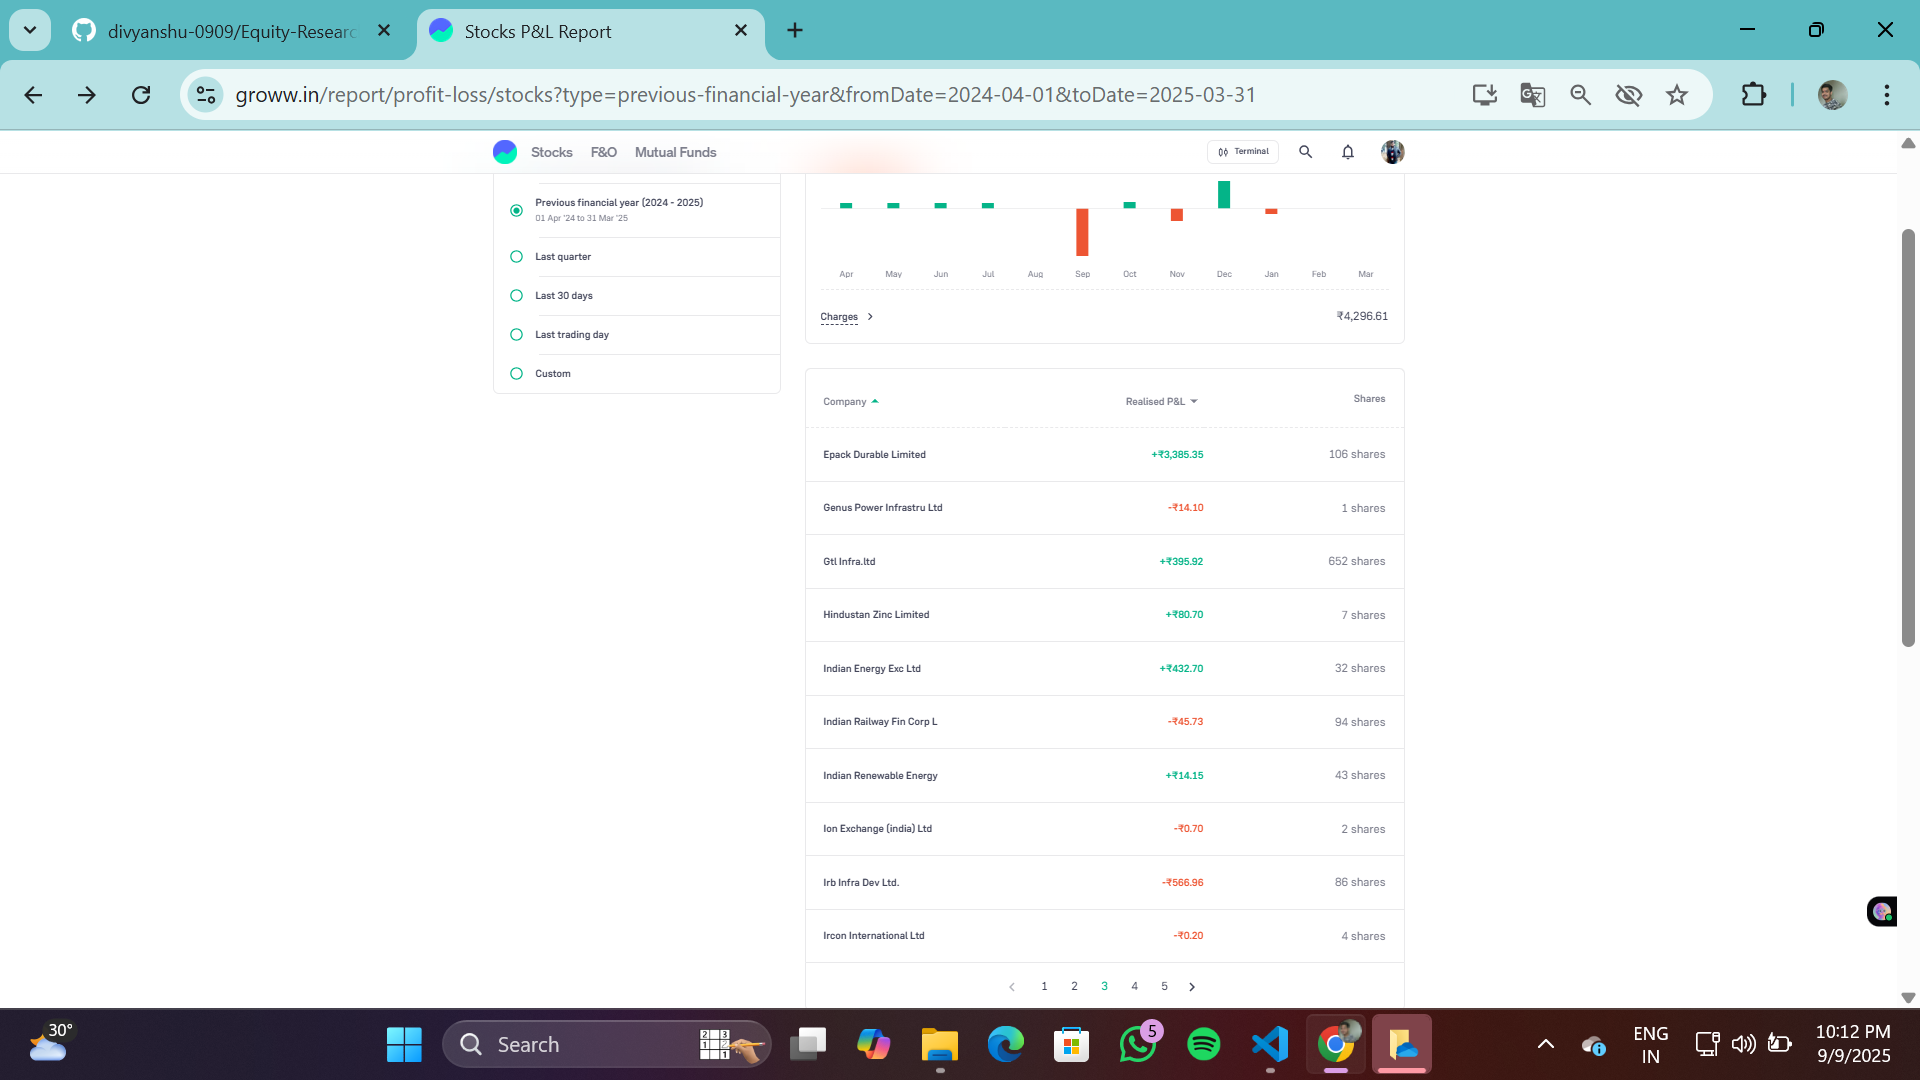 divyanshu-0909/Equity-Researc
Stocks P&L Report
groww.in/report/profit-loss/stocks?type=previous-financial-year&fromDate=2024-04-01&toDate=2025-03-31
Stocks F&O Mutual Funds Terminal
Previous financial year (2024 - 2025)
01 Apr '24 to 31 Mar '25
Last quarter
Last 30 days
Last trading day
Custom
Apr May Jun Jul Aug Sep Oct Nov Dec Jan Feb Mar
Charges ₹4,296.61
Company Realised P&L Shares
Epack Durable Limited +₹3,385.35 106 shares
Genus Power Infrastru Ltd -₹14.10 1 shares
Gtl Infra.ltd +₹395.92 652 shares
Hindustan Zinc Limited +₹80.70 7 shares
Indian Energy Exc Ltd +₹432.70 32 shares
Indian Railway Fin Corp L -₹45.73 94 shares
Indian Renewable Energy +₹14.15 43 shares
Ion Exchange (india) Ltd -₹0.70 2 shares
Irb Infra Dev Ltd. -₹566.96 86 shares
Ircon International Ltd -₹0.20 4 shares
1 2 3 4 5
30° Search 5 ENG 10:12 PM
IN 9/9/2025